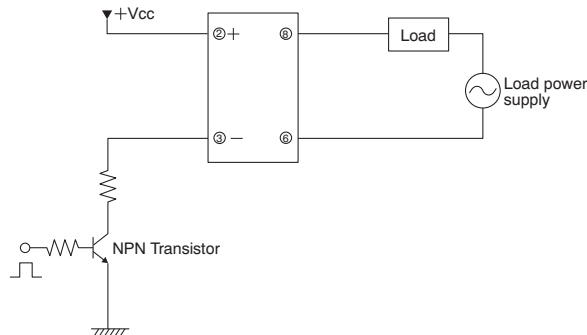 +Vcc
② + ⑧
Load
Load power
supply
③ − ⑥
NPN Transistor